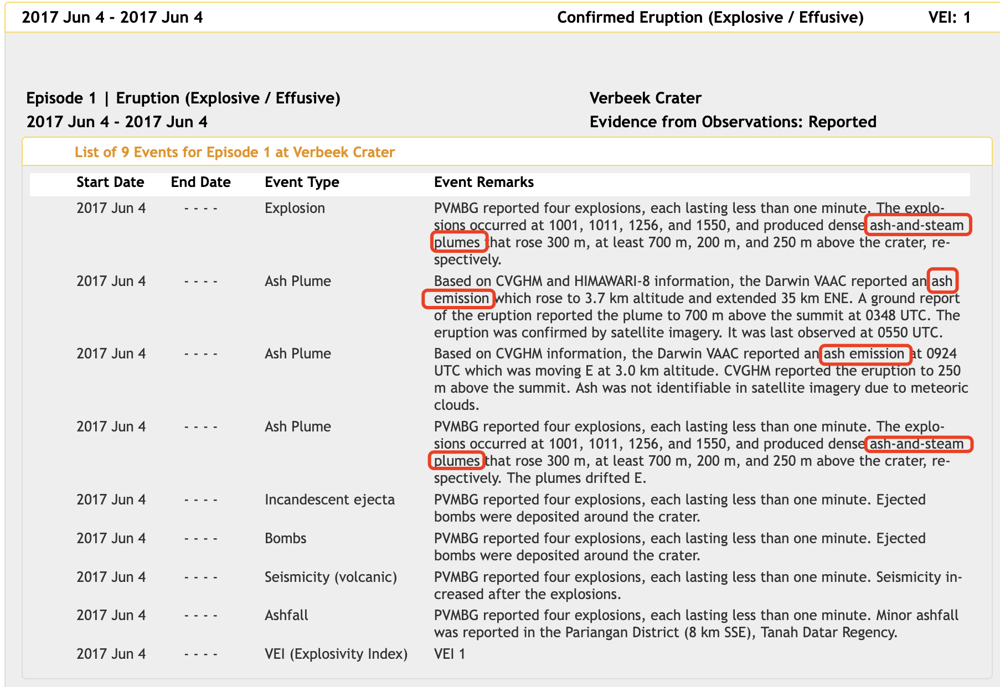 2017 Jun 4 - 2017 Jun 4 Confirmed Eruption (Explosive / Effusive) VEI: 1
Episode 1 | Eruption (Explosive / Effusive) Verbeek Crater
2017 Jun 4 - 2017 Jun 4 Evidence from Observations: Reported
List of 9 Events for Episode 1 at Verbeek Crater
Start Date End Date Event Type Event Remarks
2017 Jun 4 - - - - Explosion PVMBG reported four explosions, each lasting less than one minute. The explo-
sions occurred at 1001, 1011, 1256, and 1550, and produced dense ash-and-steam
plumes that rose 300 m, at least 700 m, 200 m, and 250 m above the crater, re-
spectively.
2017 Jun 4 - - - - Ash Plume Based on CVGHM and HIMAWARI-8 information, the Darwin VAAC reported an ash
emission which rose to 3.7 km altitude and extended 35 km ENE. A ground report
of the eruption reported the plume to 700 m above the summit at 0348 UTC. The
eruption was confirmed by satellite imagery. It was last observed at 0550 UTC.
2017 Jun 4 - - - - Ash Plume Based on CVGHM information, the Darwin VAAC reported an ash emission at 0924
UTC which was moving E at 3.0 km altitude. CVGHM reported the eruption to 250
m above the summit. Ash was not identifiable in satellite imagery due to meteoric
clouds.
2017 Jun 4 - - - - Ash Plume PVMBG reported four explosions, each lasting less than one minute. The explo-
sions occurred at 1001, 1011, 1256, and 1550, and produced dense ash-and-steam
plumes that rose 300 m, at least 700 m, 200 m, and 250 m above the crater, re-
spectively. The plumes drifted E.
2017 Jun 4 - - - - Incandescent ejecta PVMBG reported four explosions, each lasting less than one minute. Ejected
bombs were deposited around the crater.
2017 Jun 4 - - - - Bombs PVMBG reported four explosions, each lasting less than one minute. Ejected
bombs were deposited around the crater.
2017 Jun 4 - - - - Seismicity (volcanic) PVMBG reported four explosions, each lasting less than one minute. Seismicity in-
creased after the explosions.
2017 Jun 4 - - - - Ashfall PVMBG reported four explosions, each lasting less than one minute. Minor ashfall
was reported in the Pariangan District (8 km SSE), Tanah Datar Regency.
2017 Jun 4 - - - - VEI (Explosivity Index) VEI 1